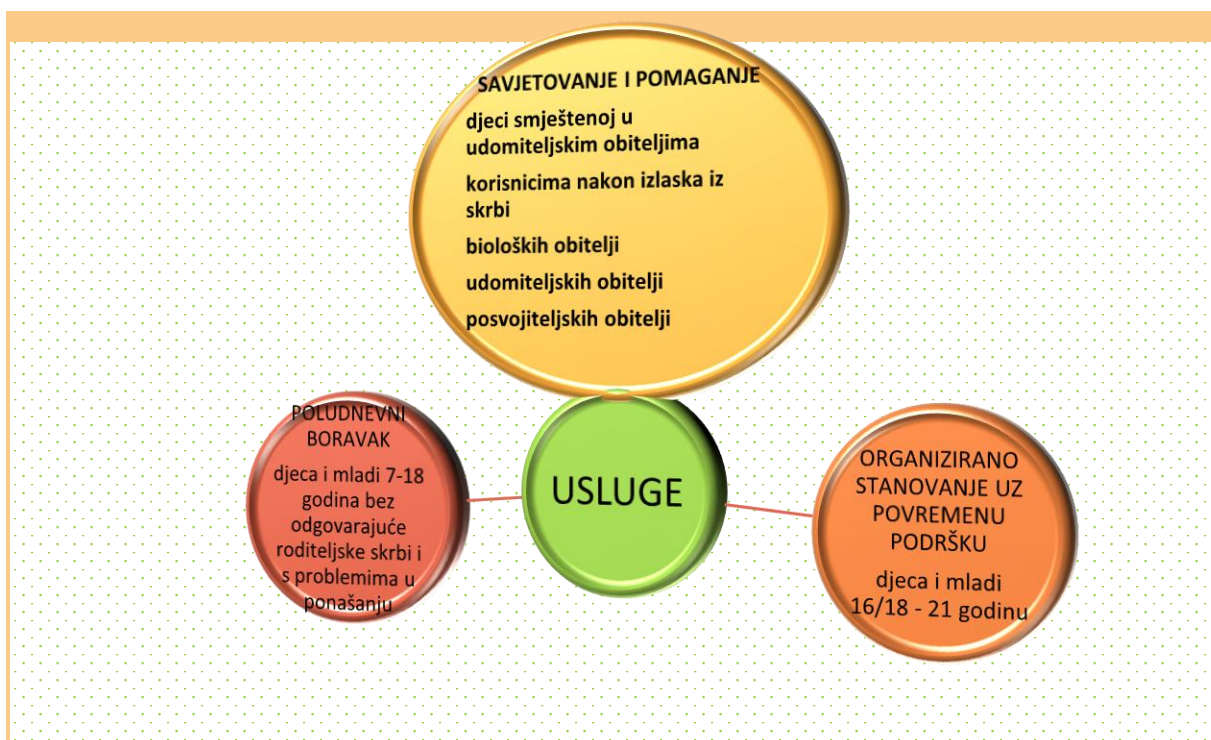 SAVJETOVANJE I POMAGANJE
djeci smještenoj u
udomiteljskim obiteljima
korisnicima nakon izlaska iz
skrbi
bioloških obitelji
udomiteljskih obitelji
posvojiteljskih obitelji
POLUDNEVNI
BORAVAK
djeca i mladi 7-18
godina bez
odgovarajuće
roditeljske skrbi i
s problemima u
ponašanju
USLUGE
ORGANIZIRANO
STANOVANJE UZ
POVREMENU
PODRŠKU
djeca i mladi
16/18 - 21 godinu